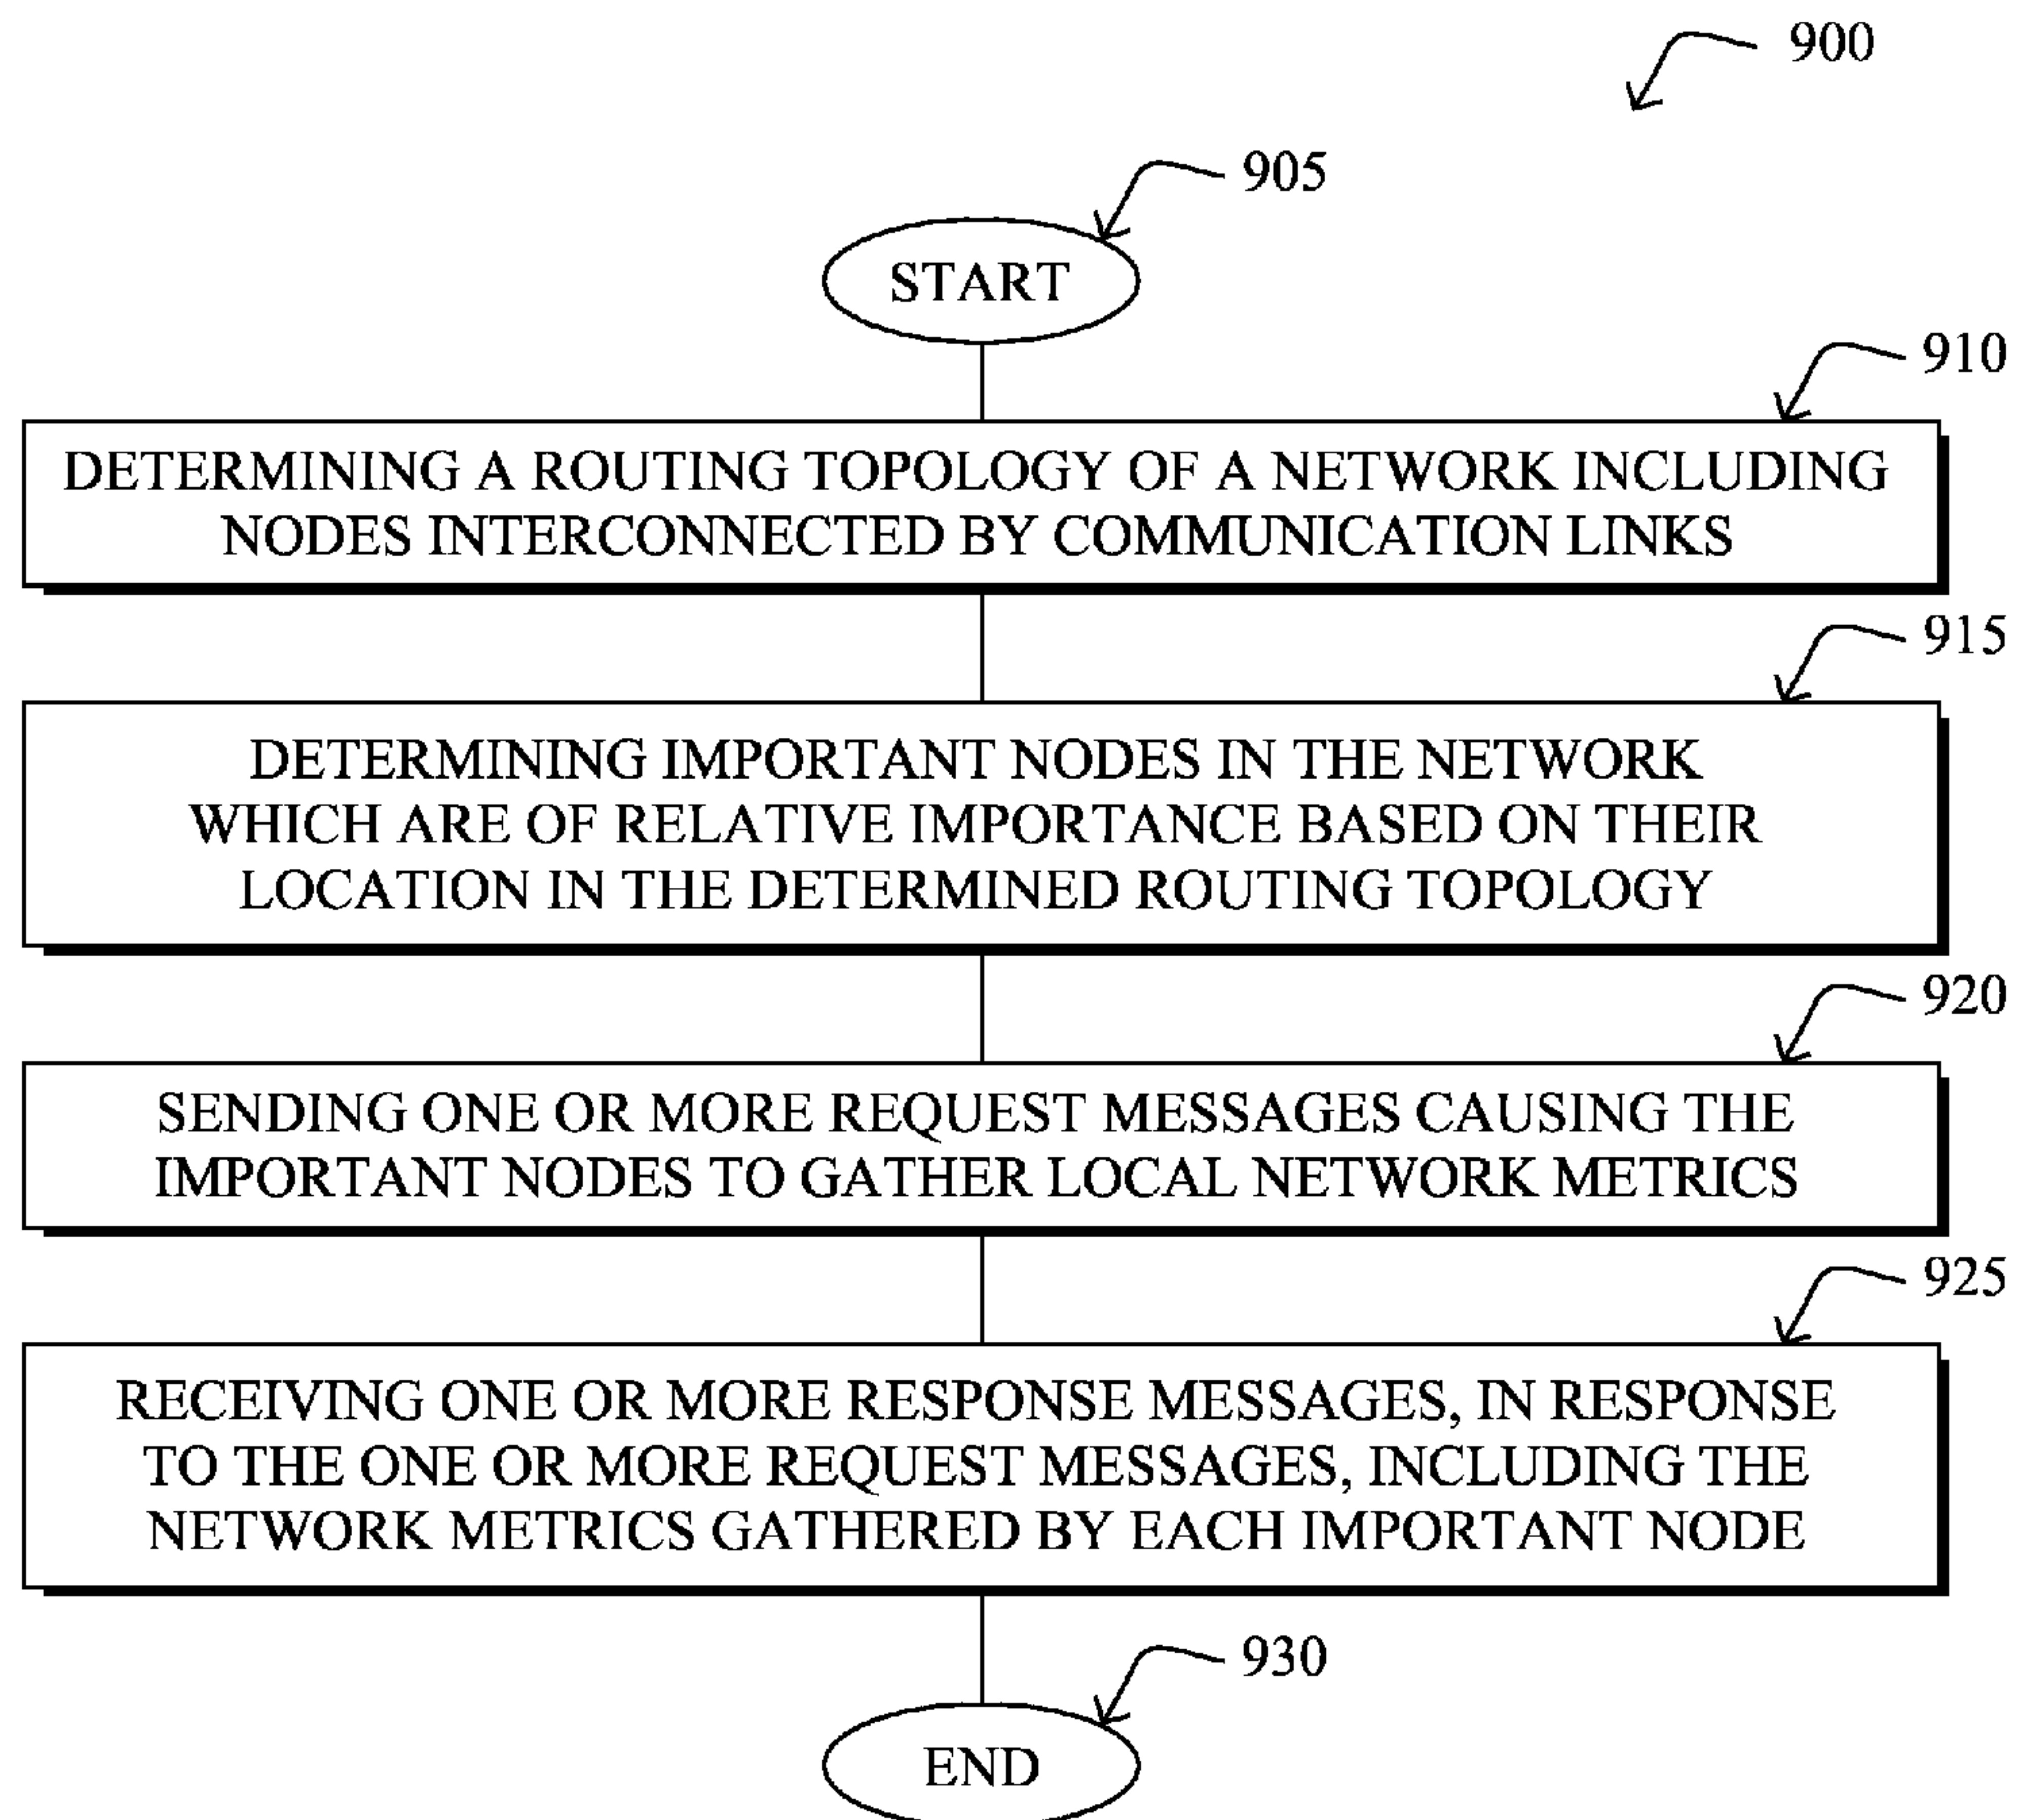 900
905
START
910
DETERMINING A ROUTING TOPOLOGY OF A NETWORK INCLUDING
NODES INTERCONNECTED BY COMMUNICATION LINKS
915
DETERMINING IMPORTANT NODES IN THE NETWORK
WHICH ARE OF RELATIVE IMPORTANCE BASED ON THEIR
LOCATION IN THE DETERMINED ROUTING TOPOLOGY
920
SENDING ONE OR MORE REQUEST MESSAGES CAUSING THE
IMPORTANT NODES TO GATHER LOCAL NETWORK METRICS
925
RECEIVING ONE OR MORE RESPONSE MESSAGES, IN RESPONSE
TO THE ONE OR MORE REQUEST MESSAGES, INCLUDING THE
NETWORK METRICS GATHERED BY EACH IMPORTANT NODE
930
END